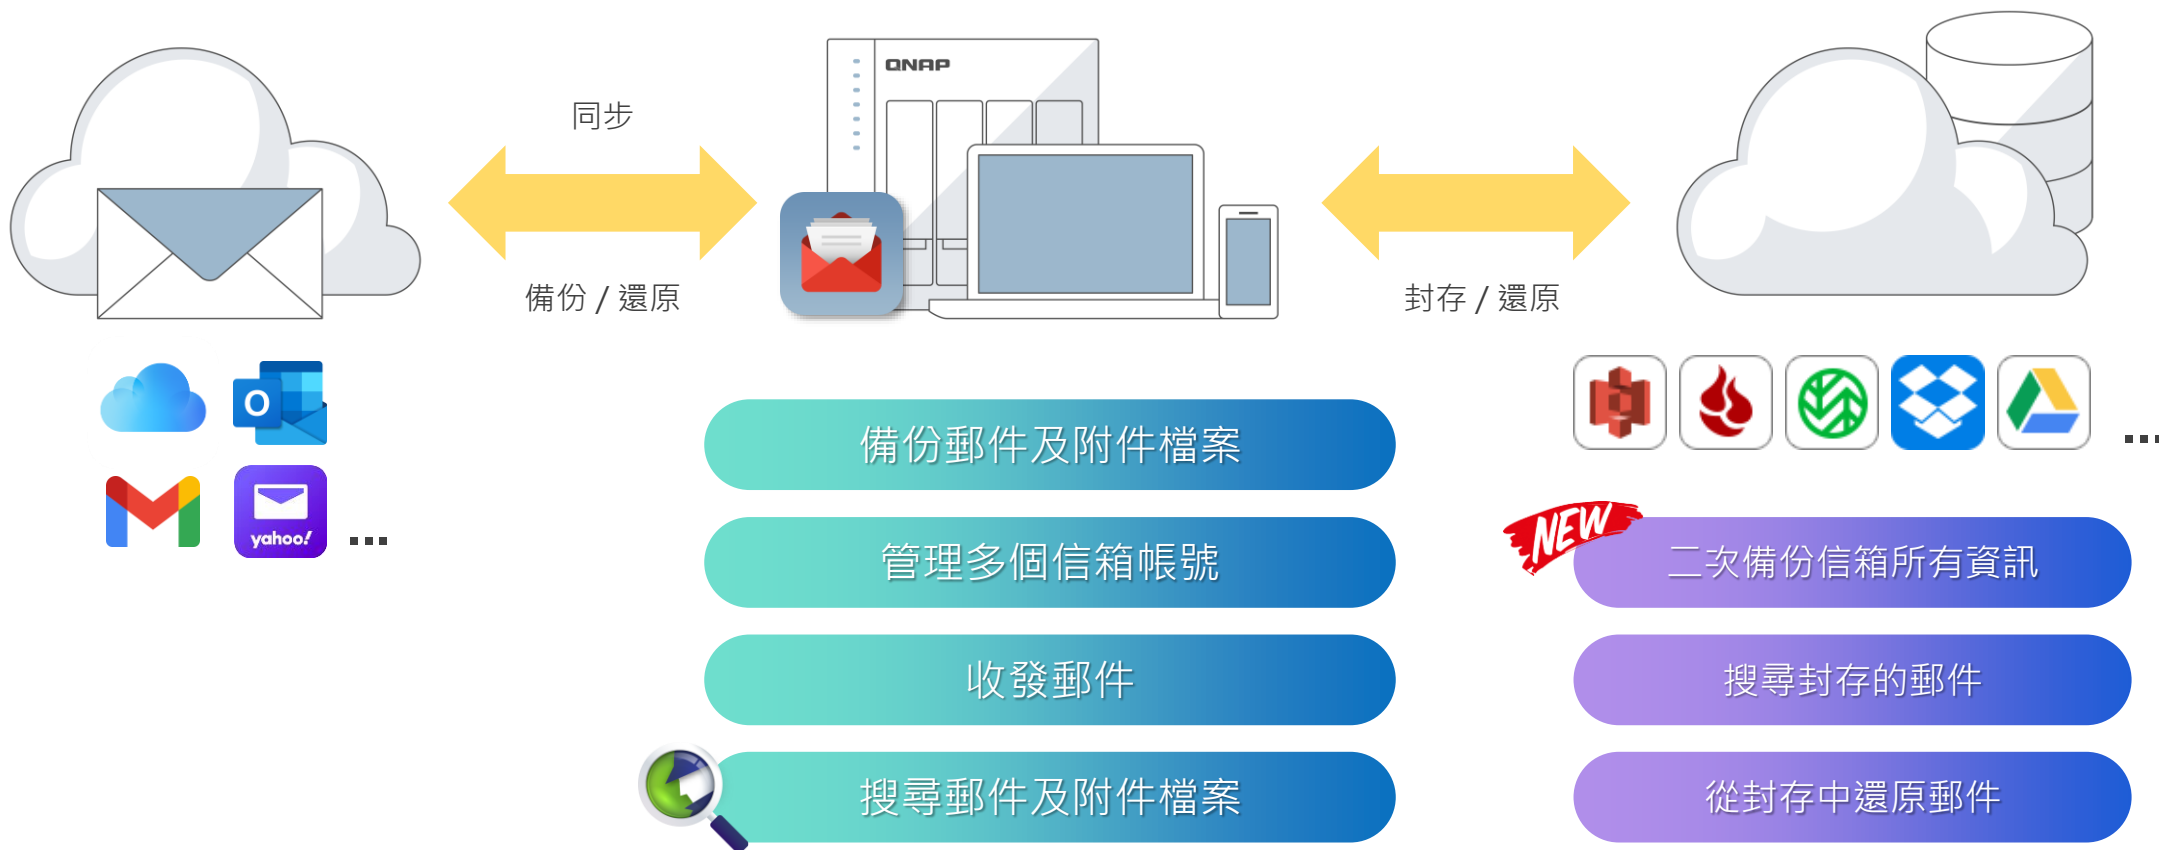 QNAP
同步
備份 / 還原
封存 / 還原
O
yahoo!
...
...
備份郵件及附件檔案
管理多個信箱帳號
收發郵件
搜尋郵件及附件檔案
NEW
二次備份信箱所有資訊
搜尋封存的郵件
從封存中還原郵件